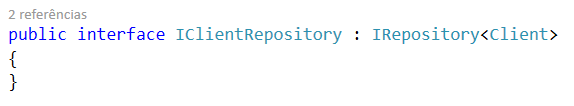 2 referências
public interface IClientRepository : IRepository<Client>
{
}